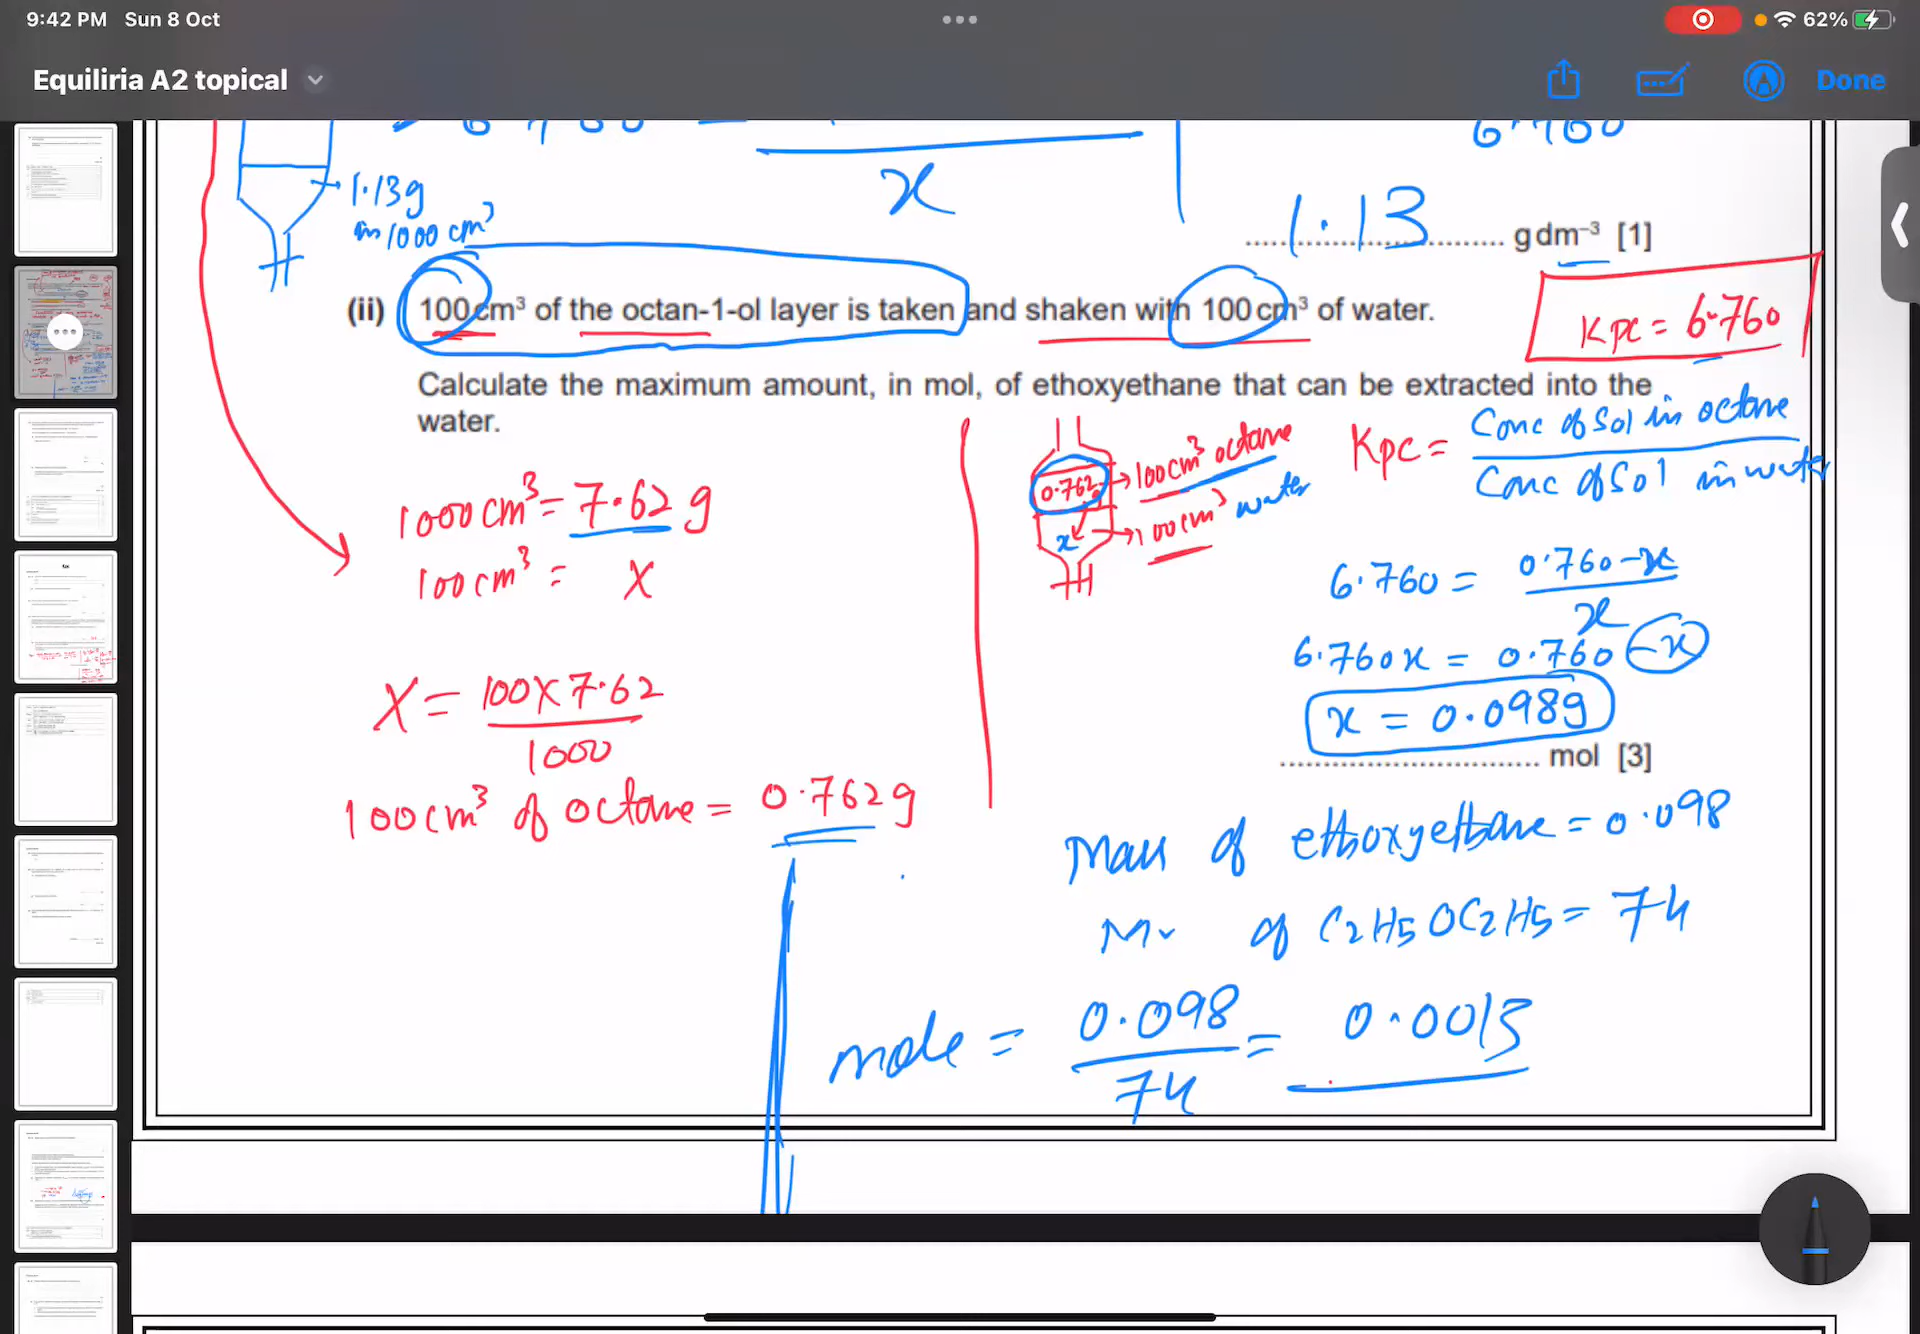 9:42 PM Sun 8 Oct
62%
Equiliria A2 topical
Done
6.760
x
1.13g
in 1000 cm³
1.13
g dm⁻³ [1]
(ii) 100 cm³ of the octan-1-ol layer is taken and shaken with 100 cm³ of water.
Kpc = 6.760
Calculate the maximum amount, in mol, of ethoxyethane that can be extracted into the
water.
1000 cm³ = 7.62 g
100 cm³ = X
X = 100 X 7.62
1000
100 cm³ of octane = 0.762 g
0.762
100 cm³ octane
x
100 cm³ water
Kpc = Conc of Sol in octane
Conc of Sol in water
6.760 = 0.760 - x
x
6.760x = 0.760 - x
x = 0.098g
mol [3]
Mass of ethoxyethane = 0.098
Mr of C2H5OC2H5 = 74
mole = 0.098 = 0.0013
74